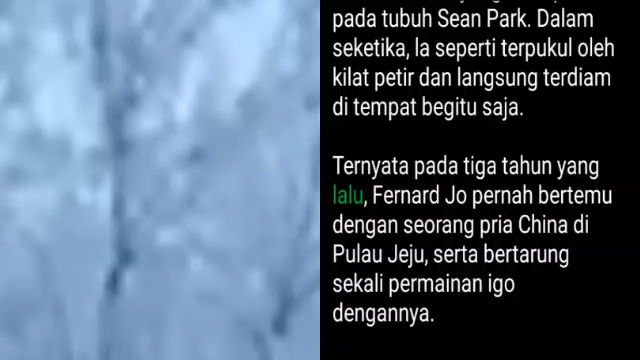 pada tubuh Sean Park. Dalam
seketika, Ia seperti terpukul oleh
kilat petir dan langsung terdiam
di tempat begitu saja.
Ternyata pada tiga tahun yang
lalu, Fernard Jo pernah bertemu
dengan seorang pria China di
Pulau Jeju, serta bertarung
sekali permainan igo
dengannya.